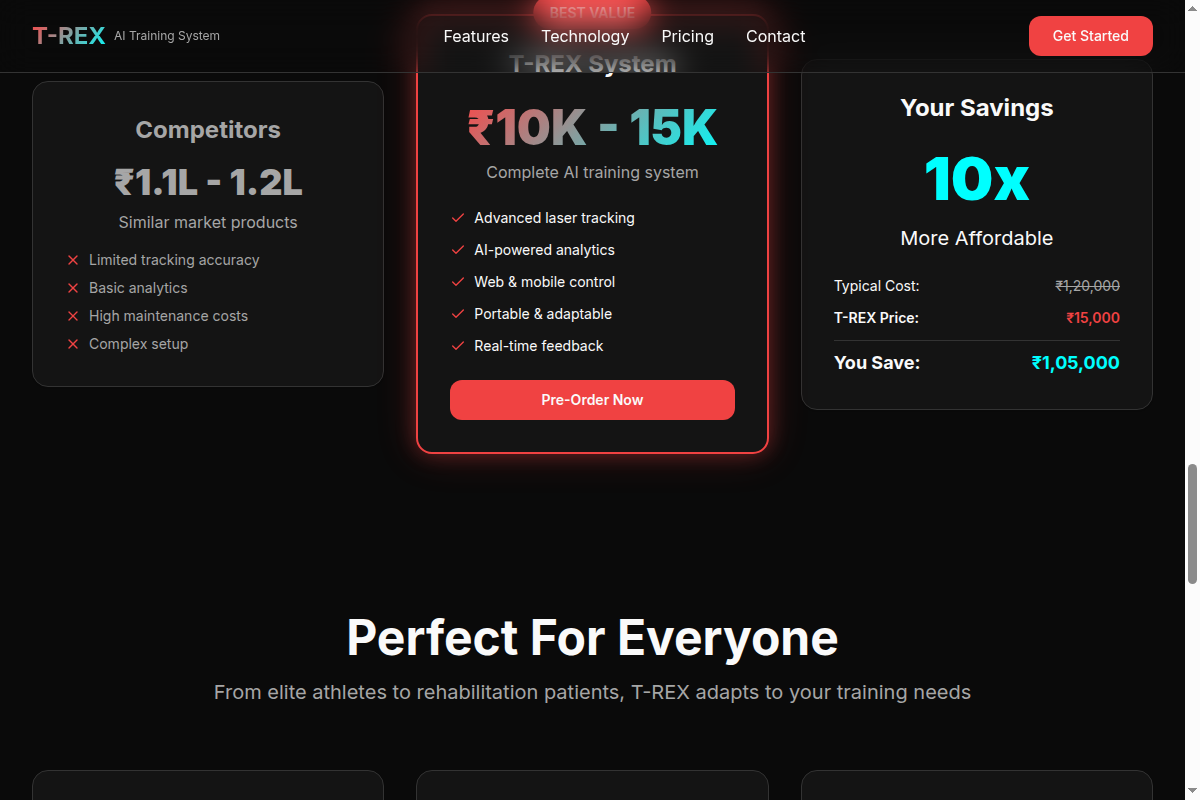 T-REX AI Training System
Features
Technology
Pricing
Contact
Get Started
Competitors
₹1.1L - 1.2L
Similar market products
Limited tracking accuracy
Basic analytics
High maintenance costs
Complex setup
BEST VALUE
T-REX System
₹10K - 15K
Complete AI training system
Advanced laser tracking
AI-powered analytics
Web & mobile control
Portable & adaptable
Real-time feedback
Pre-Order Now
Your Savings
10x
More Affordable
Typical Cost: ₹1,20,000
T-REX Price: ₹15,000
You Save: ₹1,05,000
Perfect For Everyone
From elite athletes to rehabilitation patients, T-REX adapts to your training needs